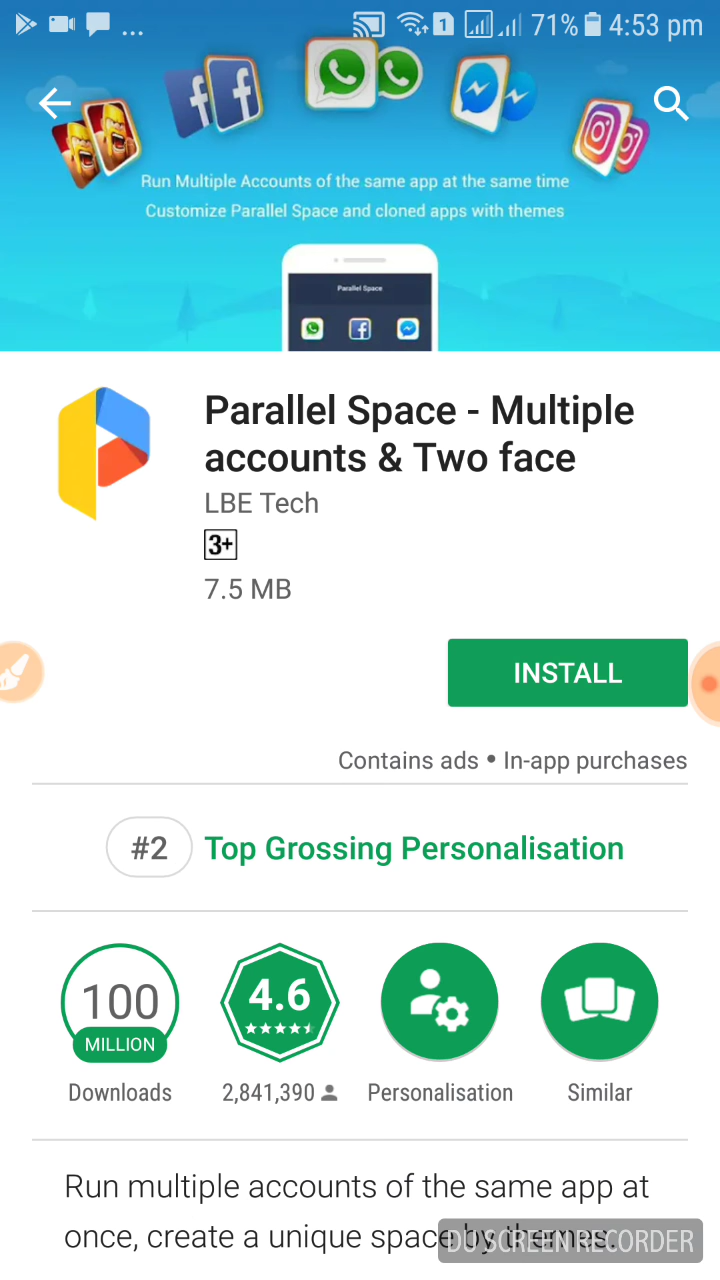 ... 1 71% 4:53 pm
Run Multiple Accounts of the same app at the same time
Customize Parallel Space and cloned apps with themes
Parallel Space
Parallel Space - Multiple
accounts & Two face
LBE Tech
3+
7.5 MB
INSTALL
Contains ads • In-app purchases
#2 Top Grossing Personalisation
100
MILLION
Downloads
4.6
2,841,390
Personalisation
Similar
Run multiple accounts of the same app at
once, create a unique space by themes.
DU SCREEN RECORDER